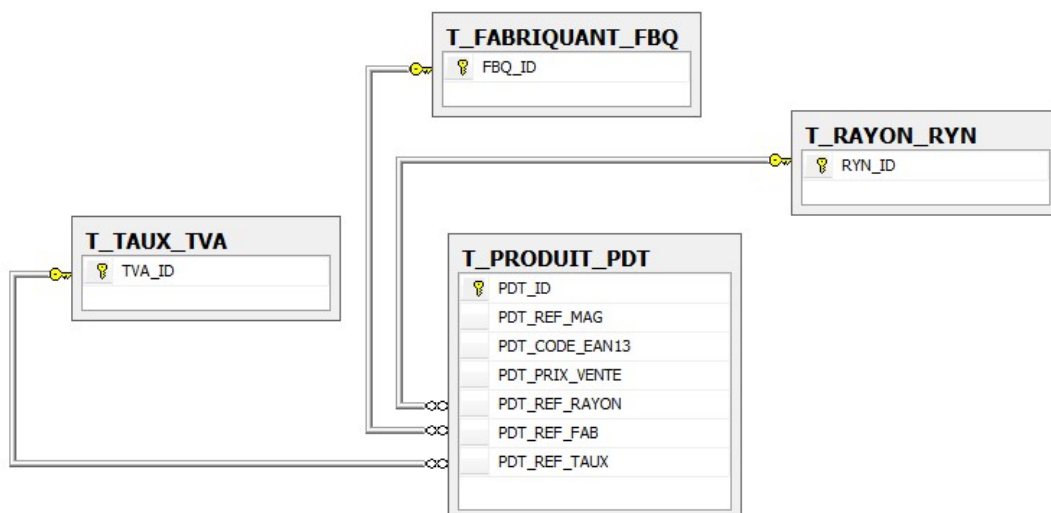 T_FABRIQUANT_FBQ
FBQ_ID
T_RAYON_RYN
RYN_ID
T_TAUX_TVA
TVA_ID
T_PRODUIT_PDT
PDT_ID
PDT_REF_MAG
PDT_CODE_EAN13
PDT_PRIX_VENTE
PDT_REF_RAYON
PDT_REF_FAB
PDT_REF_TAUX